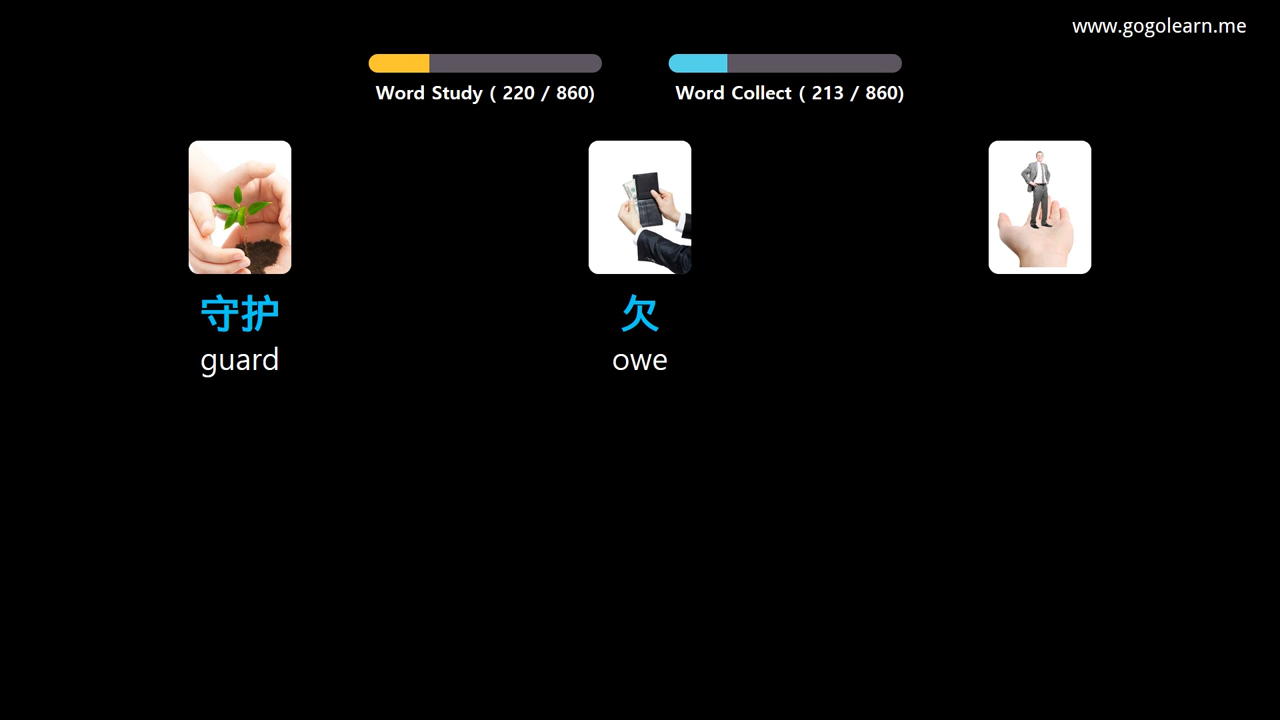 www.gogolearn.me
Word Study ( 220 / 860)
Word Collect ( 213 / 860)
守护
guard
欠
owe